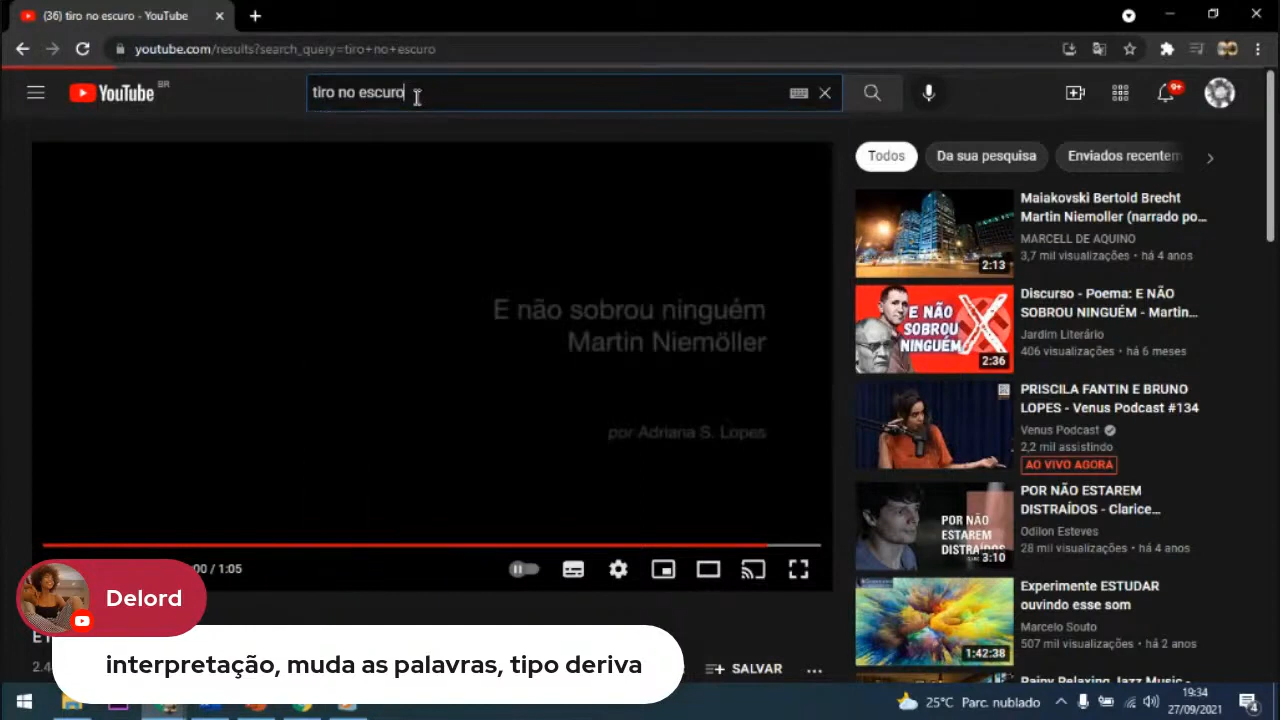 (36) tiro no escuro - YouTube
youtube.com/results?search_query=tiro+no+escuro
YouTube BR
tiro no escuro
9+
Todos
Da sua pesquisa
Enviados recentem
E não sobrou ninguém
Martin Niemöller
por Adriana S. Lopes
Maiakovski Bertold Brecht
Martin Niemoller (narrado po...
MARCELL DE AQUINO
3,7 mil visualizações • há 4 anos
2:13
Discurso - Poema: E NÃO
SOBROU NINGUÉM - Martin...
Jardim Literário
406 visualizações • há 6 meses
E NÃO
SOBROU
NINGUÉM
2:36
PRISCILA FANTIN E BRUNO
LOPES - Venus Podcast #134
Venus Podcast
2,2 mil assistindo
AO VIVO AGORA
POR NÃO ESTAREM
DISTRAÍDOS - Clarice...
Odilon Esteves
28 mil visualizações • há 4 anos
POR NÃO
ESTAREM
DISTRAÍDOS
3:10
Experimente ESTUDAR
ouvindo esse som
Marcelo Souto
507 mil visualizações • há 2 anos
1:42:38
Rainy Relaxing Jazz Music -
:00 / 1:05
Delord
interpretação, muda as palavras, tipo deriva
SALVAR
25°C Parc. nublado
19:34
27/09/2021
4